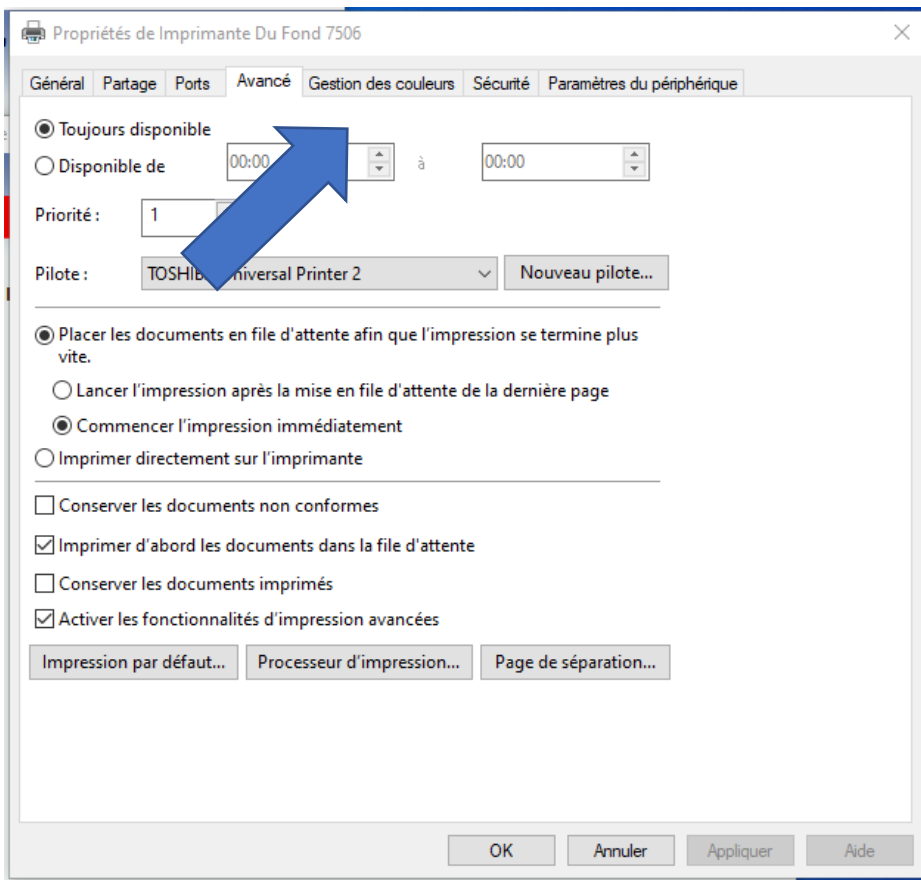 Propriétés de Imprimante Du Fond 7506
Général Partage Ports Avancé Gestion des couleurs Sécurité Paramètres du périphérique
Toujours disponible
Disponible de 00:00 à 00:00
Priorité : 1
Pilote : Printer 2 Nouveau pilote...
Placer les documents en file d'attente afin que l'impression se termine plus
vite.
Lancer l'impression après la mise en file d'attente de la dernière page
Commencer l'impression immédiatement
Imprimer directement sur l'imprimante
Conserver les documents non conformes
Imprimer d'abord les documents dans la file d'attente
Conserver les documents imprimés
Activer les fonctionnalités d'impression avancées
Impression par défaut... Processeur d'impression... Page de séparation...
OK Annuler Appliquer Aide